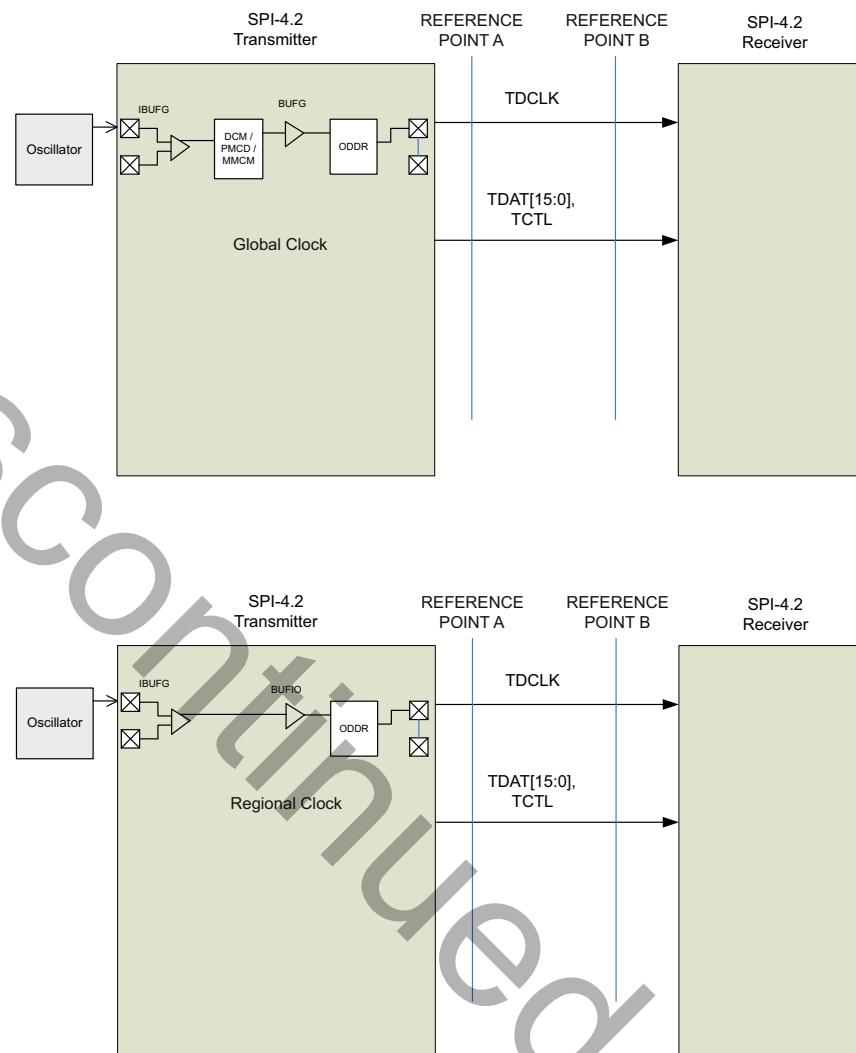 SPI-4.2
Transmitter
REFERENCE
POINT A
REFERENCE
POINT B
SPI-4.2
Receiver
Oscillator
IBUFG
DCM /
PMCD /
MMCM
BUFG
ODDR
TDCLK
TDAT[15:0],
TCTL
Global Clock
SPI-4.2
Transmitter
REFERENCE
POINT A
REFERENCE
POINT B
SPI-4.2
Receiver
Oscillator
IBUFG
BUFIO
ODDR
TDCLK
TDAT[15:0],
TCTL
Regional Clock
scontinued